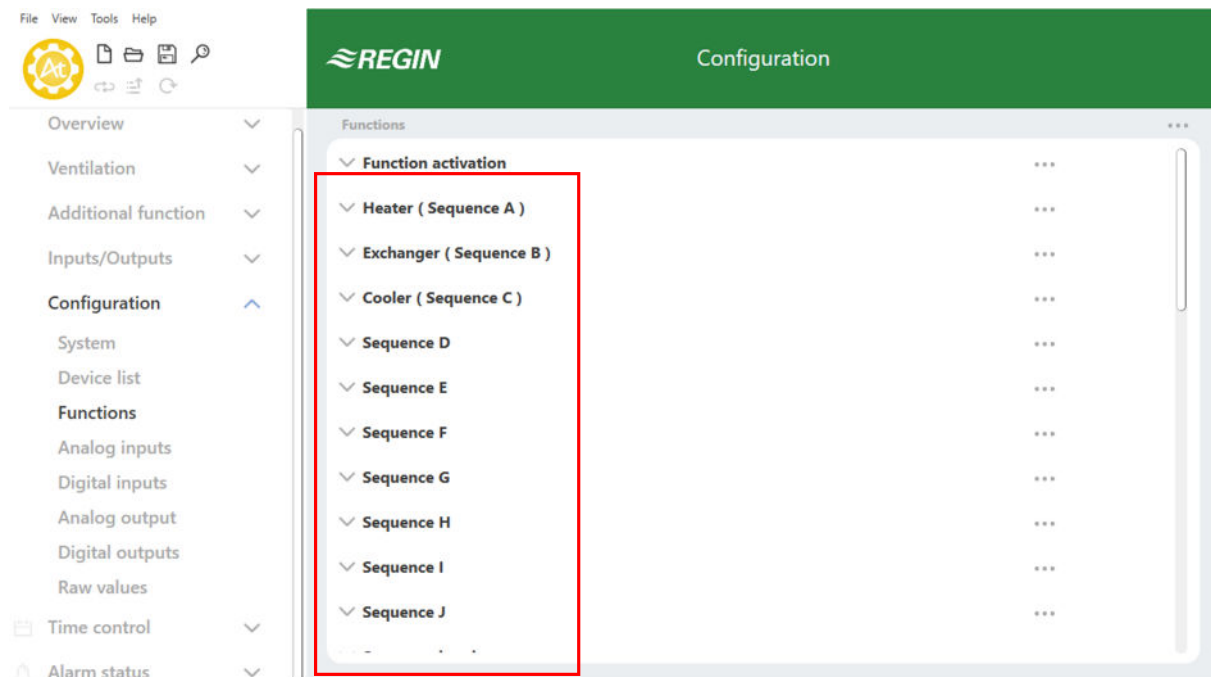 File View Tools Help
At
REGIN
Configuration
Overview
Ventilation
Additional function
Inputs/Outputs
Configuration
System
Device list
Functions
Analog inputs
Digital inputs
Analog output
Digital outputs
Raw values
Time control
Alarm status
Functions
Function activation
Heater ( Sequence A )
Exchanger ( Sequence B )
Cooler ( Sequence C )
Sequence D
Sequence E
Sequence F
Sequence G
Sequence H
Sequence I
Sequence J